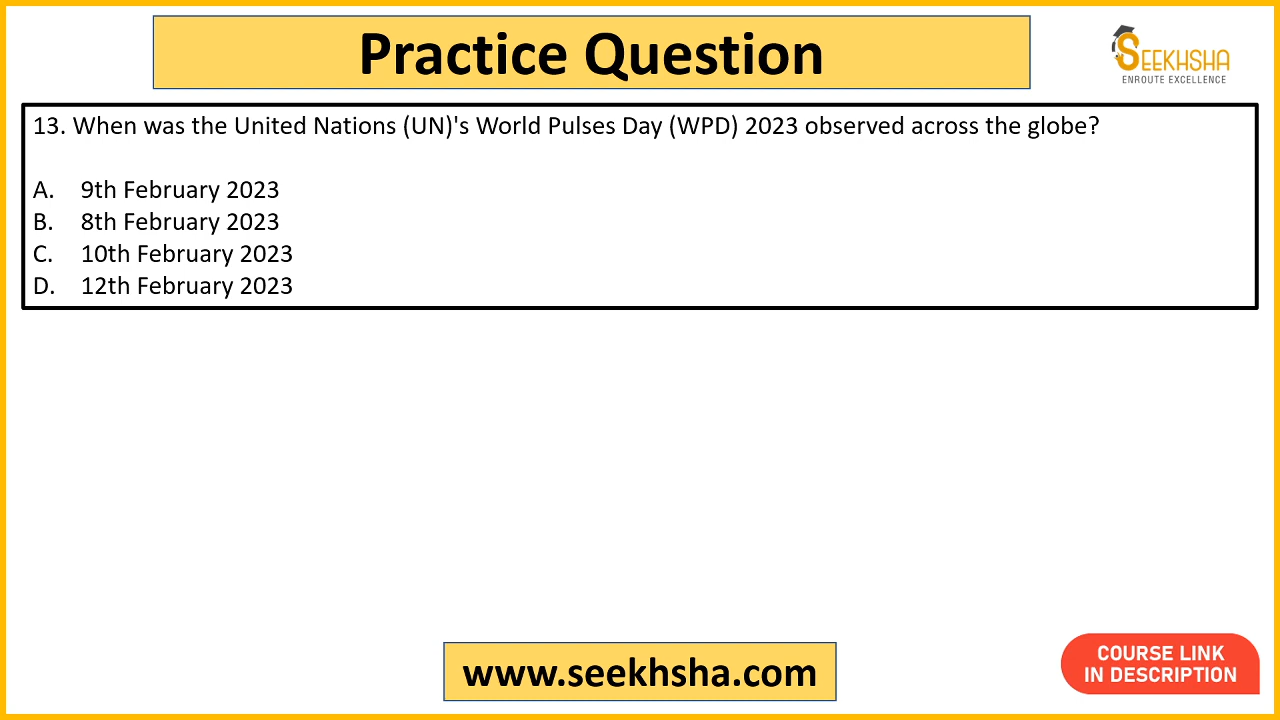 Practice Question
SEEKHSHA
ENROUTE EXCELLENCE
13. When was the United Nations (UN)'s World Pulses Day (WPD) 2023 observed across the globe?
A. 9th February 2023
B. 8th February 2023
C. 10th February 2023
D. 12th February 2023
www.seekhsha.com
COURSE LINK
IN DESCRIPTION